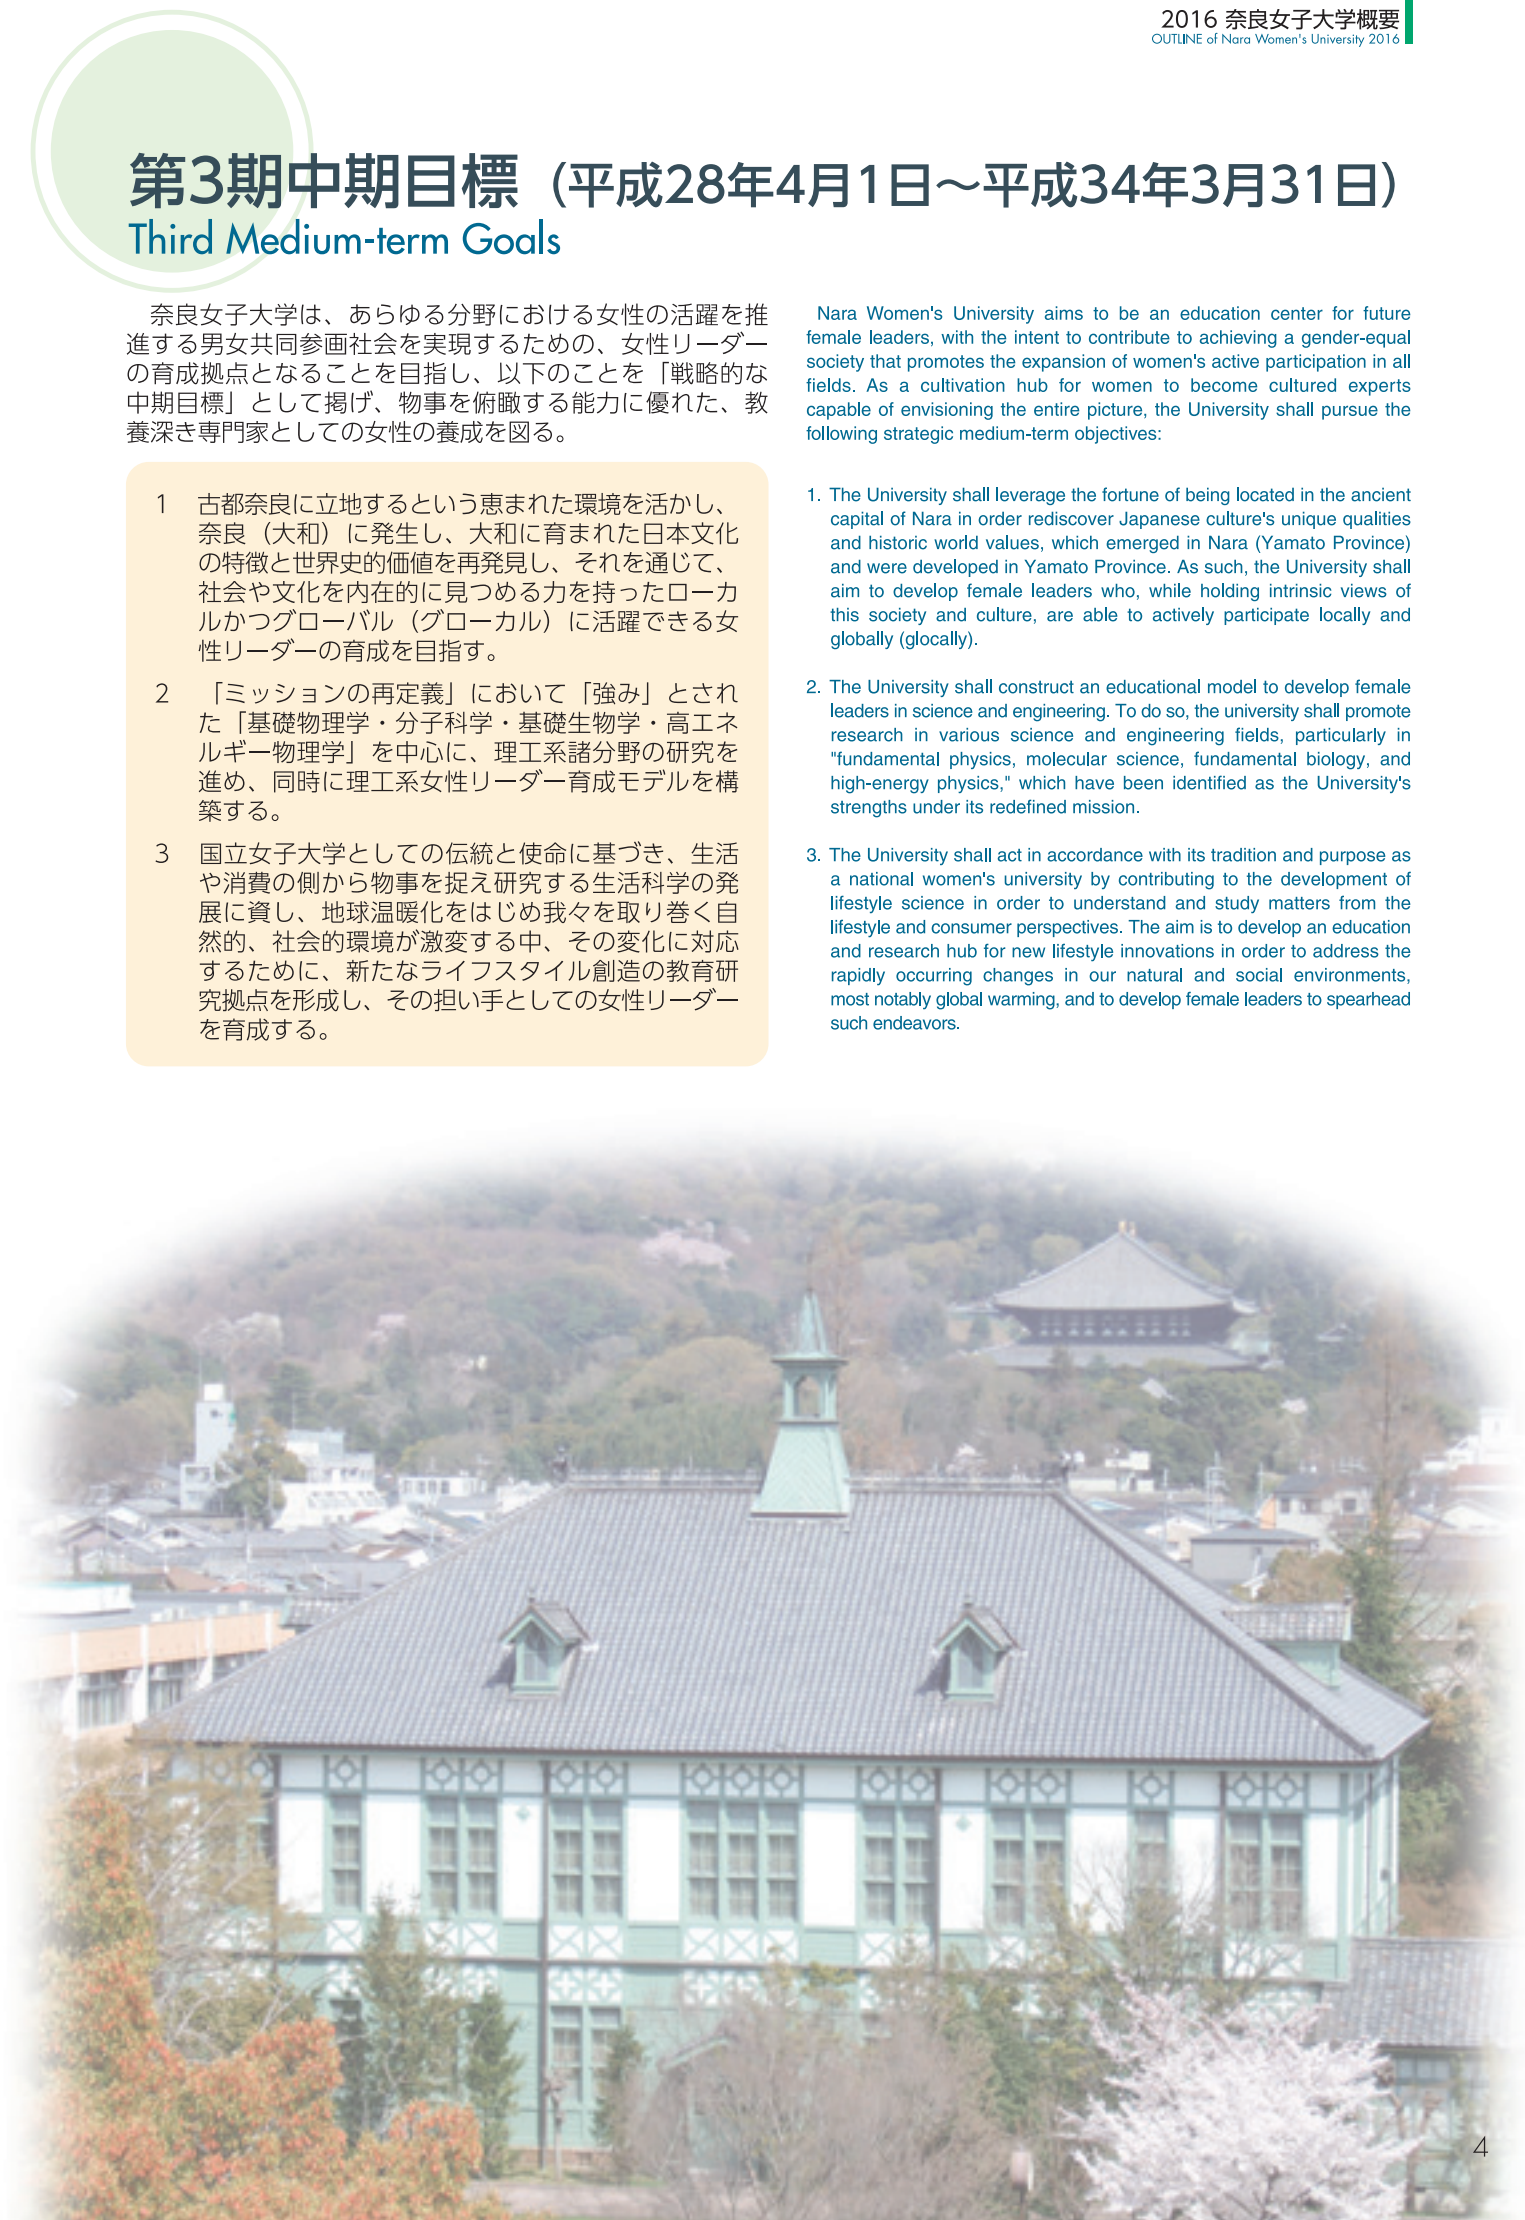 2016 奈良女子大学概要
OUTLINE of Nara Women's University 2016
第3期中期目標（平成28年4月1日～平成34年3月31日）
Third Medium-term Goals
奈良女子大学は、あらゆる分野における女性の活躍を推
進する男女共同参画社会を実現するための、女性リーダー
の育成拠点となることを目指し、以下のことを「戦略的な
中期目標」として掲げ、物事を俯瞰する能力に優れた、教
養深き専門家としての女性の養成を図る。
1 古都奈良に立地するという恵まれた環境を活かし、
奈良（大和）に発生し、大和に育まれた日本文化
の特徴と世界史的価値を再発見し、それを通じて、
社会や文化を内在的に見つめる力を持ったローカ
ルかつグローバル（グローカル）に活躍できる女
性リーダーの育成を目指す。
2 「ミッションの再定義」において「強み」とされ
た「基礎物理学・分子科学・基礎生物学・高エネ
ルギー物理学」を中心に、理工系諸分野の研究を
進め、同時に理工系女性リーダー育成モデルを構
築する。
3 国立女子大学としての伝統と使命に基づき、生活
や消費の側から物事を捉え研究する生活科学の発
展に資し、地球温暖化をはじめ我々を取り巻く自
然的、社会的環境が激変する中、その変化に対応
するために、新たなライフスタイル創造の教育研
究拠点を形成し、その担い手としての女性リーダー
を育成する。
Nara Women's University aims to be an education center for future
female leaders, with the intent to contribute to achieving a gender-equal
society that promotes the expansion of women's active participation in all
fields. As a cultivation hub for women to become cultured experts
capable of envisioning the entire picture, the University shall pursue the
following strategic medium-term objectives:
1. The University shall leverage the fortune of being located in the ancient
capital of Nara in order rediscover Japanese culture's unique qualities
and historic world values, which emerged in Nara (Yamato Province)
and were developed in Yamato Province. As such, the University shall
aim to develop female leaders who, while holding intrinsic views of
this society and culture, are able to actively participate locally and
globally (glocally).
2. The University shall construct an educational model to develop female
leaders in science and engineering. To do so, the university shall promote
research in various science and engineering fields, particularly in
"fundamental physics, molecular science, fundamental biology, and
high-energy physics," which have been identified as the University's
strengths under its redefined mission.
3. The University shall act in accordance with its tradition and purpose as
a national women's university by contributing to the development of
lifestyle science in order to understand and study matters from the
lifestyle and consumer perspectives. The aim is to develop an education
and research hub for new lifestyle innovations in order to address the
rapidly occurring changes in our natural and social environments,
most notably global warming, and to develop female leaders to spearhead
such endeavors.
4